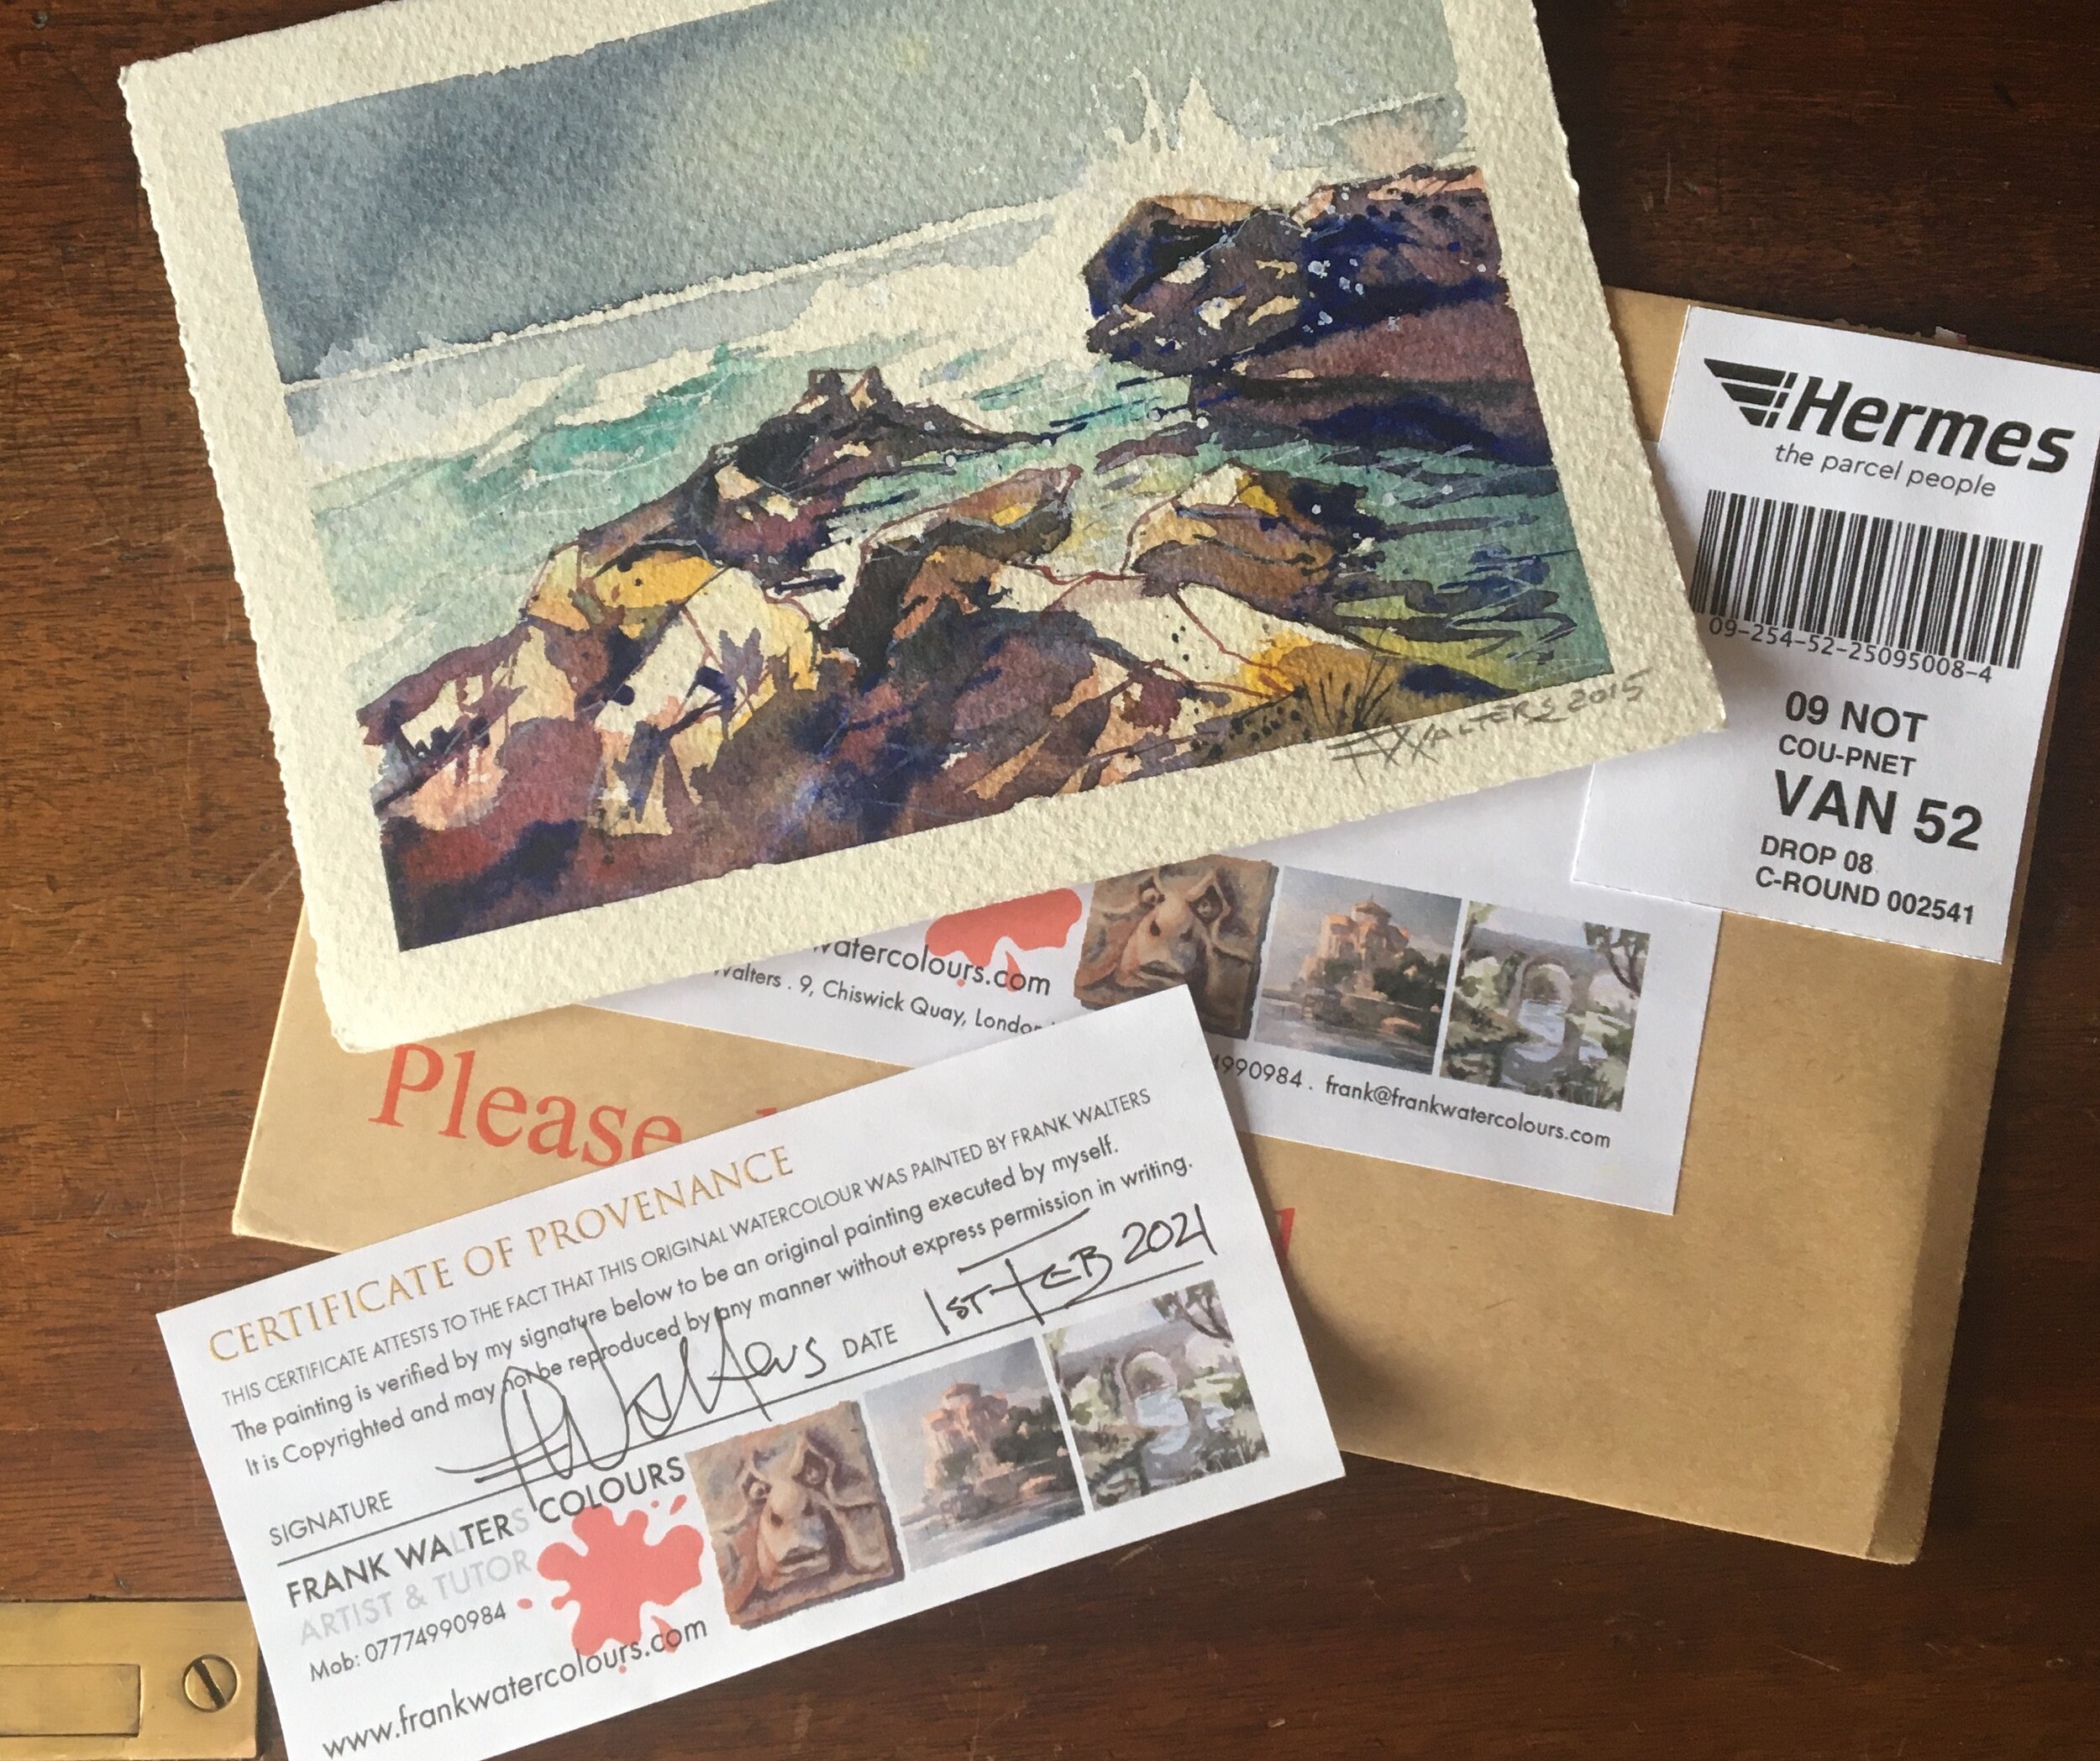 F WALTERS 2015
Hermes
the parcel people
09-254-52-25095008-4
09 NOT
COU-PNET
VAN 52
DROP 08
C-ROUND 002541
watercolours.com
Walters . 9, Chiswick Quay, London
4990984 . frank@frankwatercolours.com
Please
CERTIFICATE OF PROVENANCE
THIS CERTIFICATE ATTESTS TO THE FACT THAT THIS ORIGINAL WATERCOLOUR WAS PAINTED BY FRANK WALTERS
The painting is verified by my signature below to be an original painting executed by myself.
It is Copyrighted and may not be reproduced by any manner without express permission in writing.
SIGNATURE FWalters DATE 1ST FEB 2021
FRANK WALTERS COLOURS
ARTIST & TUTOR
Mob: 07774990984
www.frankwatercolours.com